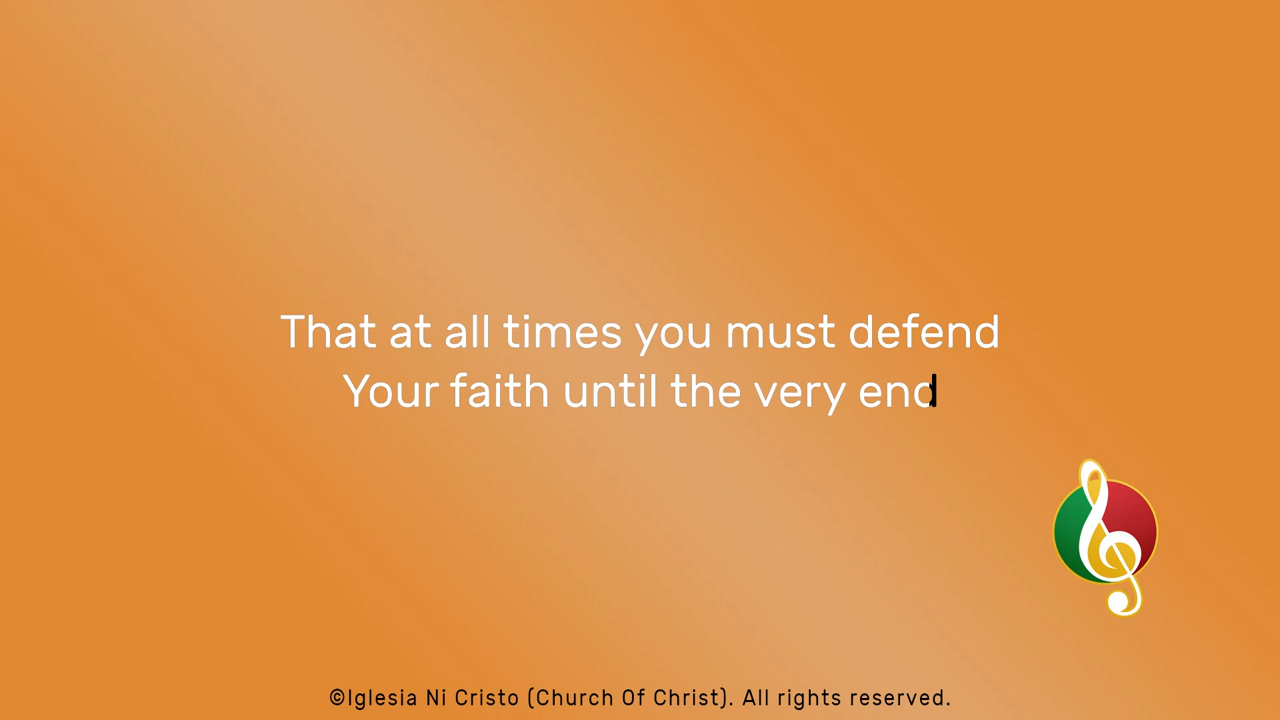 That at all times you must defend
Your faith until the very end
©Iglesia Ni Cristo (Church Of Christ). All rights reserved.